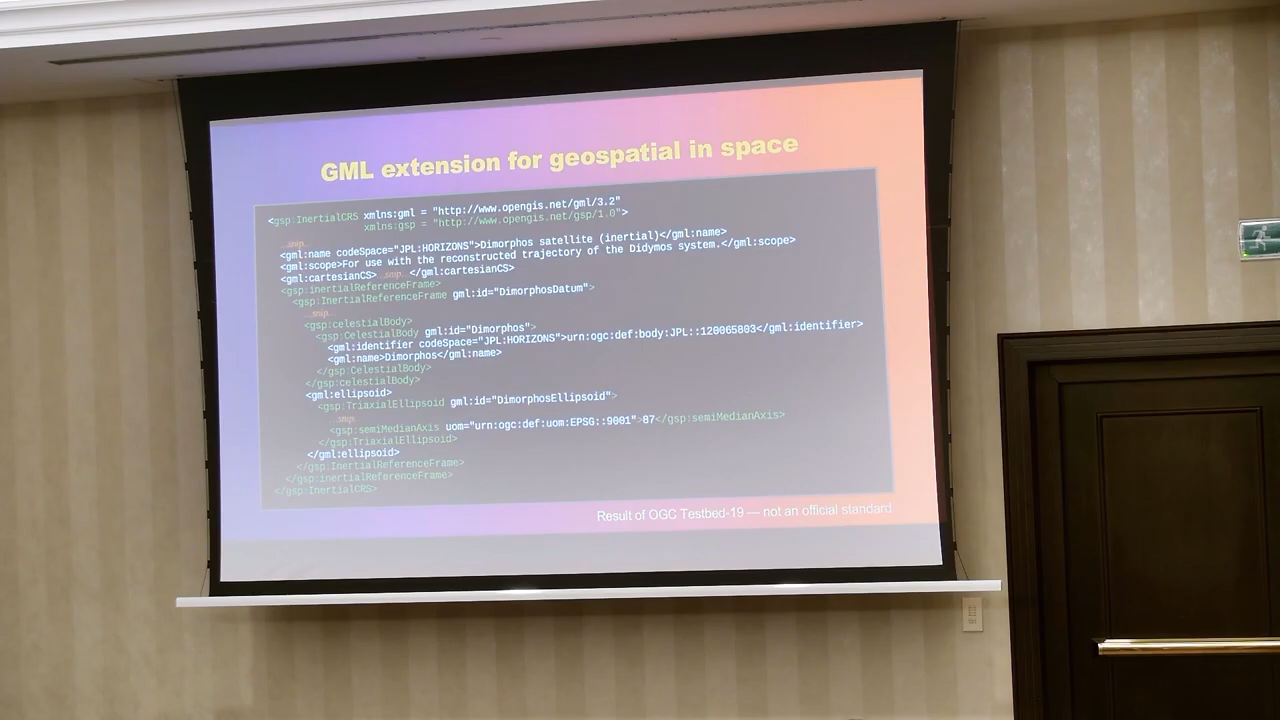 GML extension for geospatial in space
<gsp:InertialCRS xmlns:gml = "http://www.opengis.net/gml/3.2"
xmlns:gsp = "http://www.opengis.net/gsp/1.0">
...snip...
<gml:name codeSpace="JPL:HORIZONS">Dimorphos satellite (inertial)</gml:name>
<gml:scope>For use with the reconstructed trajectory of the Didymos system.</gml:scope>
<gml:cartesianCS> ...snip... </gml:cartesianCS>
<gsp:inertialReferenceFrame>
<gsp:InertialReferenceFrame gml:id="DimorphosDatum">
...snip...
<gsp:celestialBody>
<gsp:CelestialBody gml:id="Dimorphos">
<gml:identifier codeSpace="JPL:HORIZONS">urn:ogc:def:body:JPL::120065803</gml:identifier>
<gml:name>Dimorphos</gml:name>
</gsp:CelestialBody>
</gsp:celestialBody>
<gml:ellipsoid>
<gsp:TriaxialEllipsoid gml:id="DimorphosEllipsoid">
...snip...
<gsp:semiMedianAxis uom="urn:ogc:def:uom:EPSG::9001">87</gsp:semiMedianAxis>
</gsp:TriaxialEllipsoid>
</gml:ellipsoid>
</gsp:InertialReferenceFrame>
</gsp:inertialReferenceFrame>
</gsp:InertialCRS>
Result of OGC Testbed-19 — not an official standard